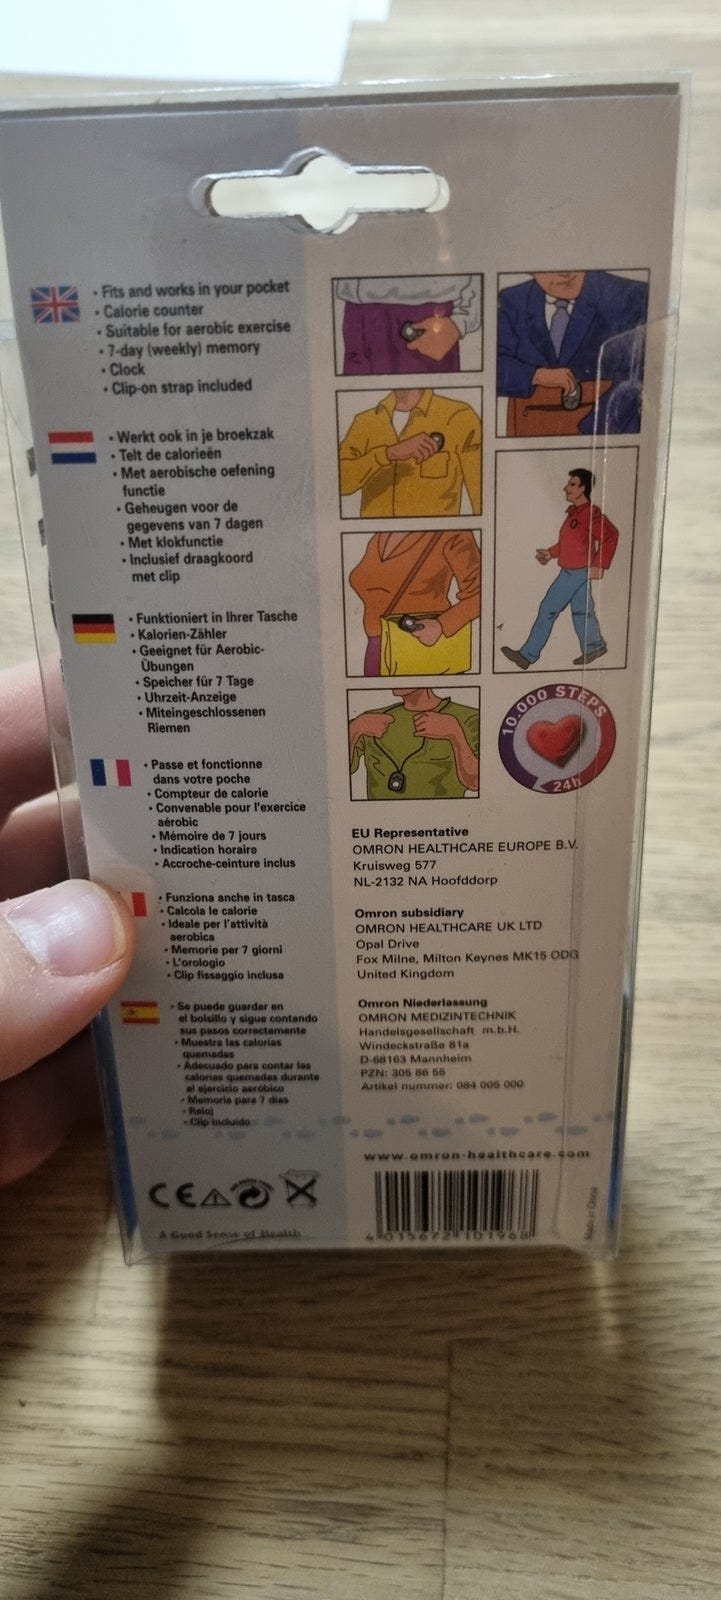 • Fits and works in your pocket
• Calorie counter
• Suitable for aerobic exercise
• 7-day (weekly) memory
• Clock
• Clip-on strap included
• Werkt ook in je broekzak
• Telt de calorieën
• Met aerobische oefening
functie
• Geheugen voor de
gegevens van 7 dagen
• Met klokfunctie
• Inclusief draagkoord
met clip
• Funktioniert in Ihrer Tasche
• Kalorien-Zähler
• Geeignet für Aerobic-
Übungen
• Speicher für 7 Tage
• Uhrzeit-Anzeige
• Miteingeschlossenen
Riemen
• Passe et fonctionne
dans votre poche
• Compteur de calorie
• Convenable pour l'exercice
aérobic
• Mémoire de 7 jours
• Indication horaire
• Accroche-ceinture inclus
• Funziona anche in tasca
• Calcola le calorie
• Ideale per l'attività
aerobica
• Memorie per 7 giorni
• L'orologio
• Clip fissaggio inclusa
• Se puede guardar en
el bolsillo y sigue contando
sus pasos correctamente
• Muestra las calorías
quemadas
• Adecuado para contar las
calorías quemadas durante
el ejercicio aeróbico
• Memoria para 7 días
• Reloj
• Clip incluido
CE
A Good Sense of Health
10.000 STEPS
24h
EU Representative
OMRON HEALTHCARE EUROPE B.V.
Kruisweg 577
NL-2132 NA Hoofddorp
Omron subsidiary
OMRON HEALTHCARE UK LTD
Opal Drive
Fox Milne, Milton Keynes MK15 0DG
United Kingdom
Omron Niederlassung
OMRON MEDIZINTECHNIK
Handelsgesellschaft m.b.H.
Windeckstraße 81a
D-68163 Mannheim
PZN: 305 86 55
Artikel nummer: 084 005 000
www.omron-healthcare.com
4 015672 101968
Made in China